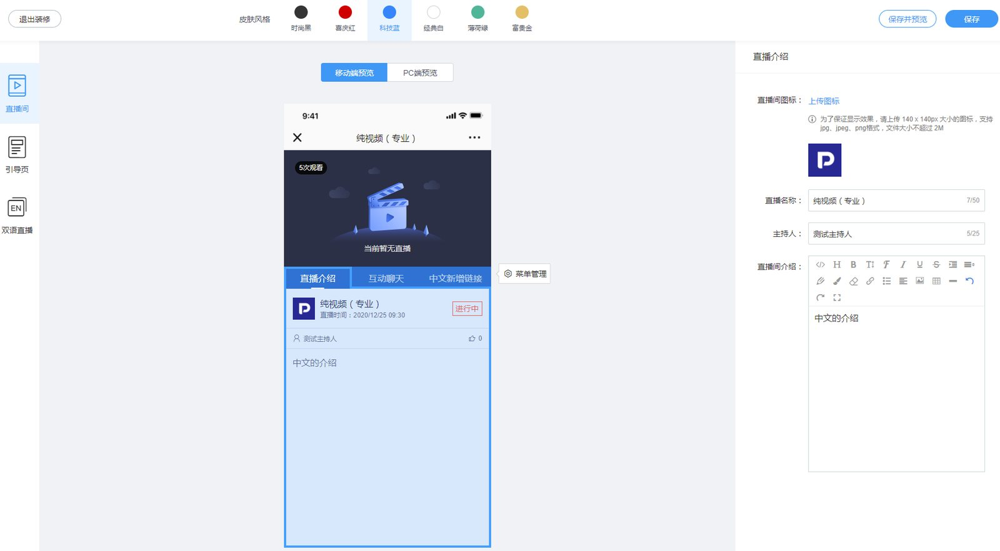 退出装修
皮肤风格
时尚黑
喜庆红
科技蓝
经典白
薄荷绿
富贵金
保存并预览
保存
直播间
引导页
EN
双语直播
移动端预览
PC端预览
9:41
纯视频（专业）
5次观看
当前暂无直播
直播介绍
互动聊天
中文新增链接
菜单管理
纯视频（专业）
直播时间：2020/12/25 09:30
进行中
测试主持人
0
中文的介绍
直播介绍
直播间图标：
上传图标
为了保证显示效果，请上传 140 x 140px 大小的图标，支持
jpg、jpeg、png格式，文件大小不超过 2M
直播名称：
纯视频（专业）
7/50
主持人：
测试主持人
5/25
直播间介绍：
中文的介绍